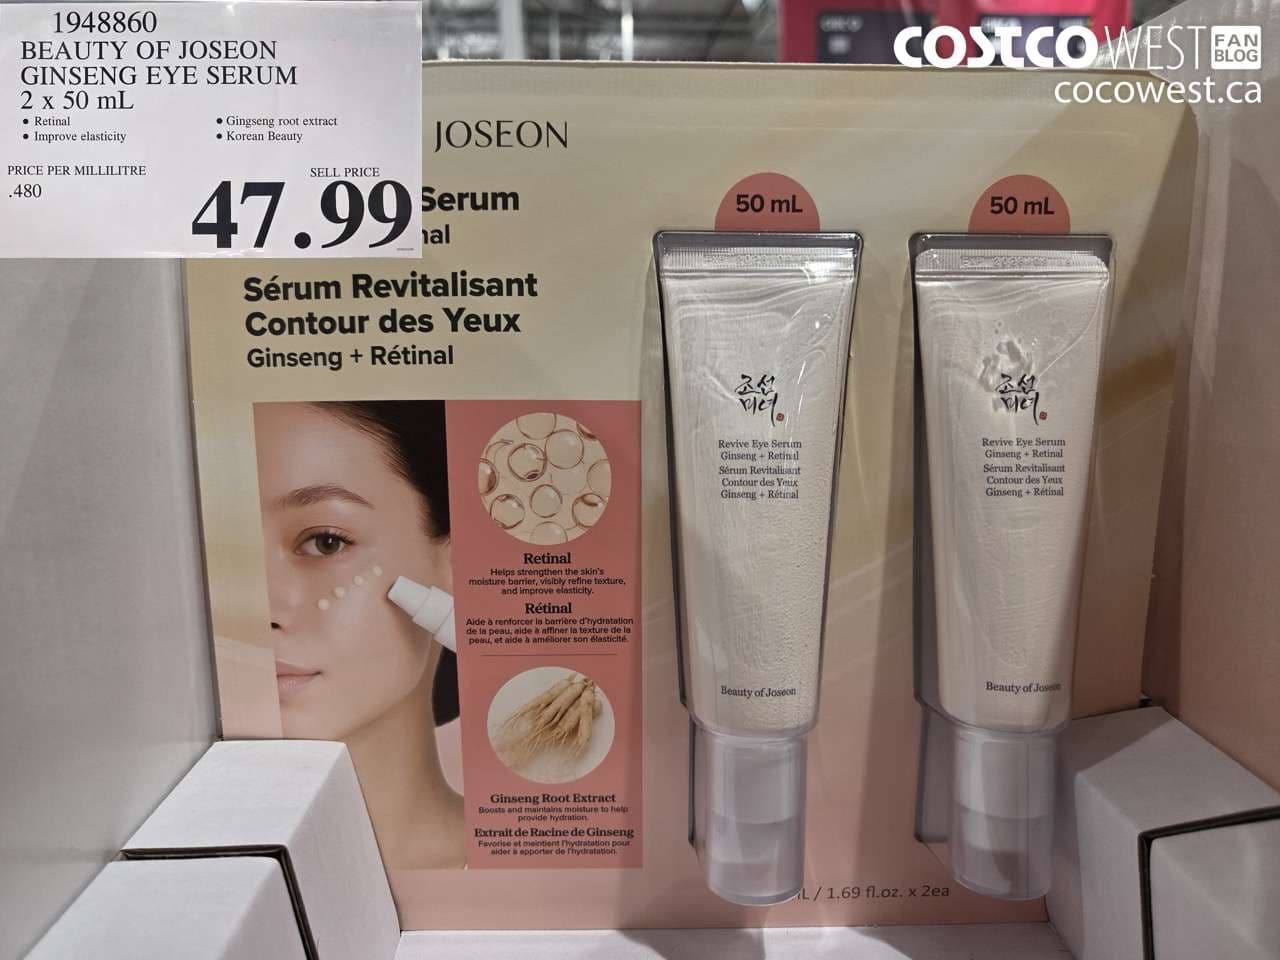 1948860
BEAUTY OF JOSEON
GINSENG EYE SERUM
2 x 50 mL
• Retinal
• Gingseng root extract
• Improve elasticity
• Korean Beauty
PRICE PER MILLILITRE
.480
SELL PRICE
47.99
COSTCO WEST FAN BLOG
cocowest.ca
JOSEON
Serum
Sérum Revitalisant
Contour des Yeux
Ginseng + Rétinal
Retinal
Helps strengthen the skin's
moisture barrier, visibly refine texture,
and improve elasticity.
Rétinal
Aide à renforcer la barrière d'hydratation
de la peau, aide à affiner la texture de la
peau, et aide à améliorer son élasticité.
Ginseng Root Extract
Boosts and maintains moisture to help
provide hydration.
Extrait de Racine de Ginseng
Favorise et meintient l'hydratation pour
aider à apporter de l'hydratation.
50 mL
조선
미녀
Revive Eye Serum
Ginseng + Retinal
Sérum Revitalisant
Contour des Yeux
Ginseng + Rétinal
Beauty of Joseon
50 mL
조선
미녀
Revive Eye Serum
Ginseng + Retinal
Sérum Revitalisant
Contour des Yeux
Ginseng + Rétinal
Beauty of Joseon
/ 1.69 fl.oz. x 2ea